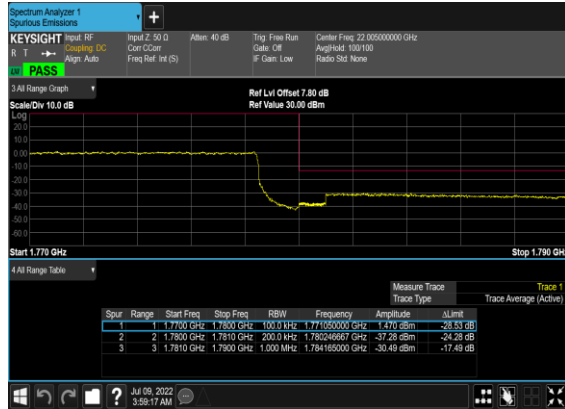 Spectrum Analyzer 1
Spurious Emissions
+
KEYSIGHT Input: RF Input Z: 50 Ω Atten: 40 dB Trig: Free Run Center Freq: 22.005000000 GHz
R T Coupling: DC Corr CCorr Gate: Off Avg|Hold: 100/100
Align: Auto Freq Ref: Int (S) IF Gain: Low Radio Std: None
PASS
3 All Range Graph
Ref Lvl Offset 7.80 dB
Scale/Div 10.0 dB Ref Value 30.00 dBm
Log
20.0
10.0
0.00
-10.0
-20.0
-30.0
-40.0
-50.0
-60.0
Start 1.770 GHz Stop 1.790 GH
4 All Range Table
Measure Trace Trace 1
Trace Type Trace Average (Active)
Spur Range Start Freq Stop Freq RBW Frequency Amplitude ΔLimit
1 1 1.7700 GHz 1.7800 GHz 100.0 kHz 1.771050000 GHz 1.470 dBm -28.53 dB
2 2 1.7800 GHz 1.7810 GHz 200.0 kHz 1.780246667 GHz -37.28 dBm -24.28 dB
3 3 1.7810 GHz 1.7900 GHz 1.000 MHz 1.784165000 GHz -30.49 dBm -17.49 dB
? Jul 09, 2022
3:59:17 AM